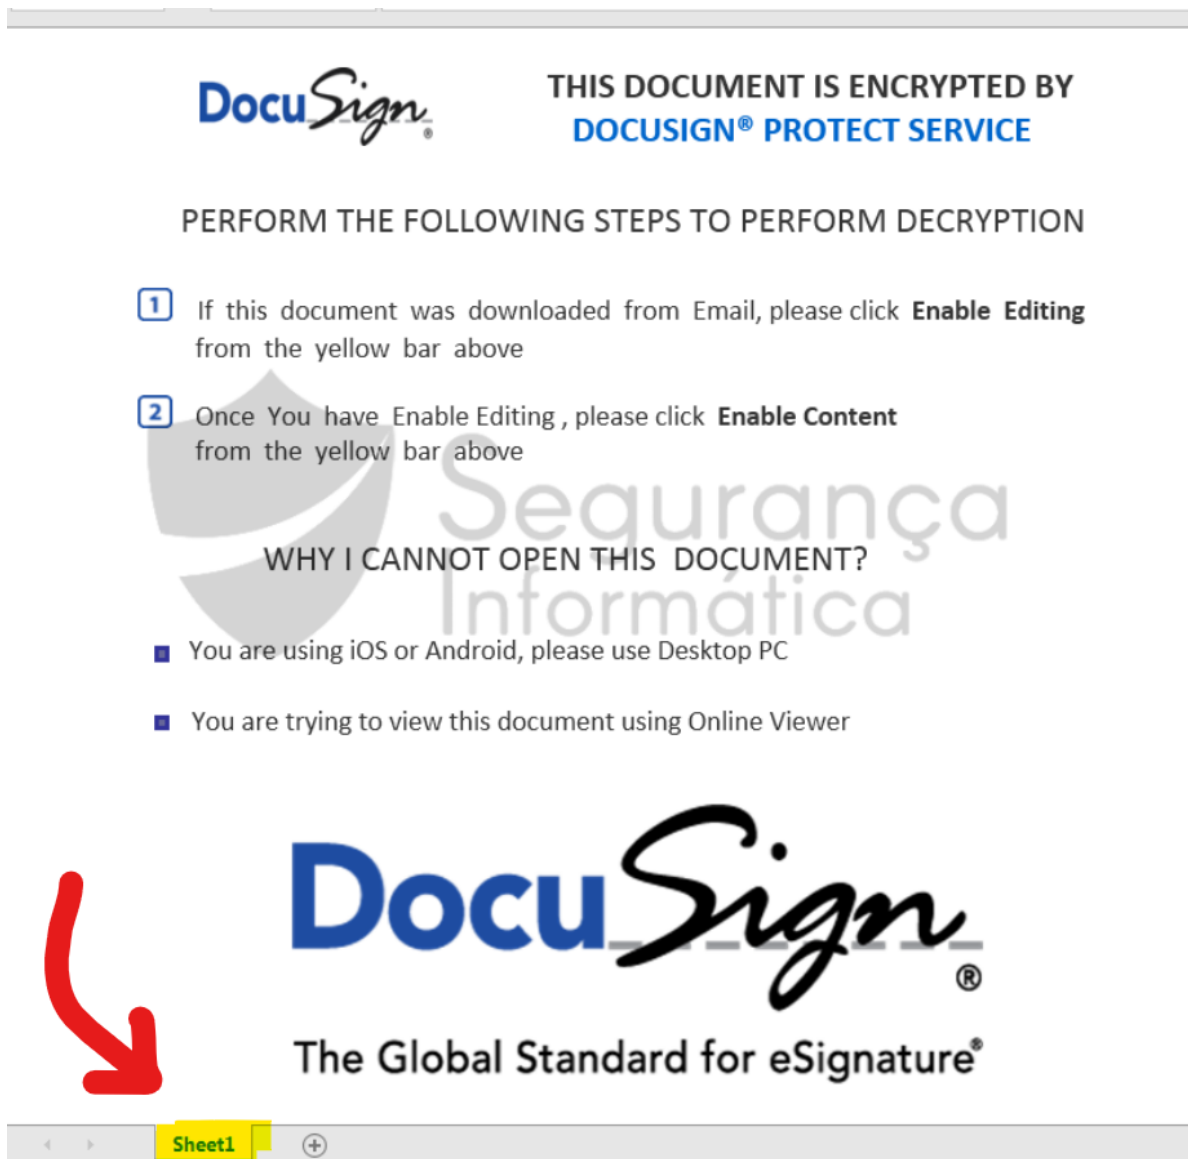 DocuSign®
THIS DOCUMENT IS ENCRYPTED BY
DOCUSIGN® PROTECT SERVICE
PERFORM THE FOLLOWING STEPS TO PERFORM DECRYPTION
1 If this document was downloaded from Email, please click Enable Editing
from the yellow bar above
2 Once You have Enable Editing , please click Enable Content
from the yellow bar above
Segurança
Informática
WHY I CANNOT OPEN THIS DOCUMENT?
You are using iOS or Android, please use Desktop PC
You are trying to view this document using Online Viewer
DocuSign®
The Global Standard for eSignature®
Sheet1